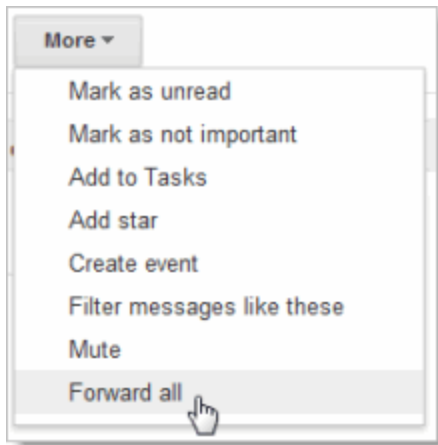 More
Mark as unread
Mark as not important
Add to Tasks
Add star
Create event
Filter messages like these
Mute
Forward all